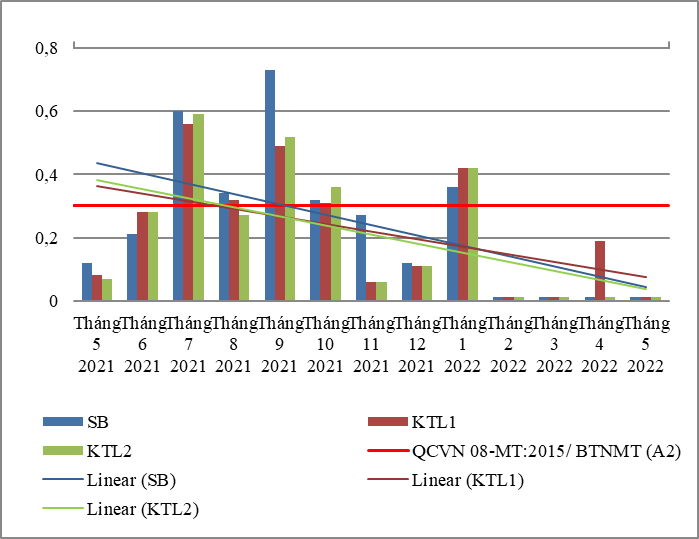 0,8
0,6
0,4
0,2
0
Tháng Tháng Tháng Tháng Tháng Tháng Tháng Tháng Tháng Tháng Tháng Tháng Tháng
5 6 7 8 9 10 11 12 1 2 3 4 5
2021 2021 2021 2021 2021 2021 2021 2021 2022 2022 2022 2022 2022
SB KTL1
KTL2 QCVN 08-MT:2015/ BTNMT (A2)
Linear (SB) Linear (KTL1)
Linear (KTL2)